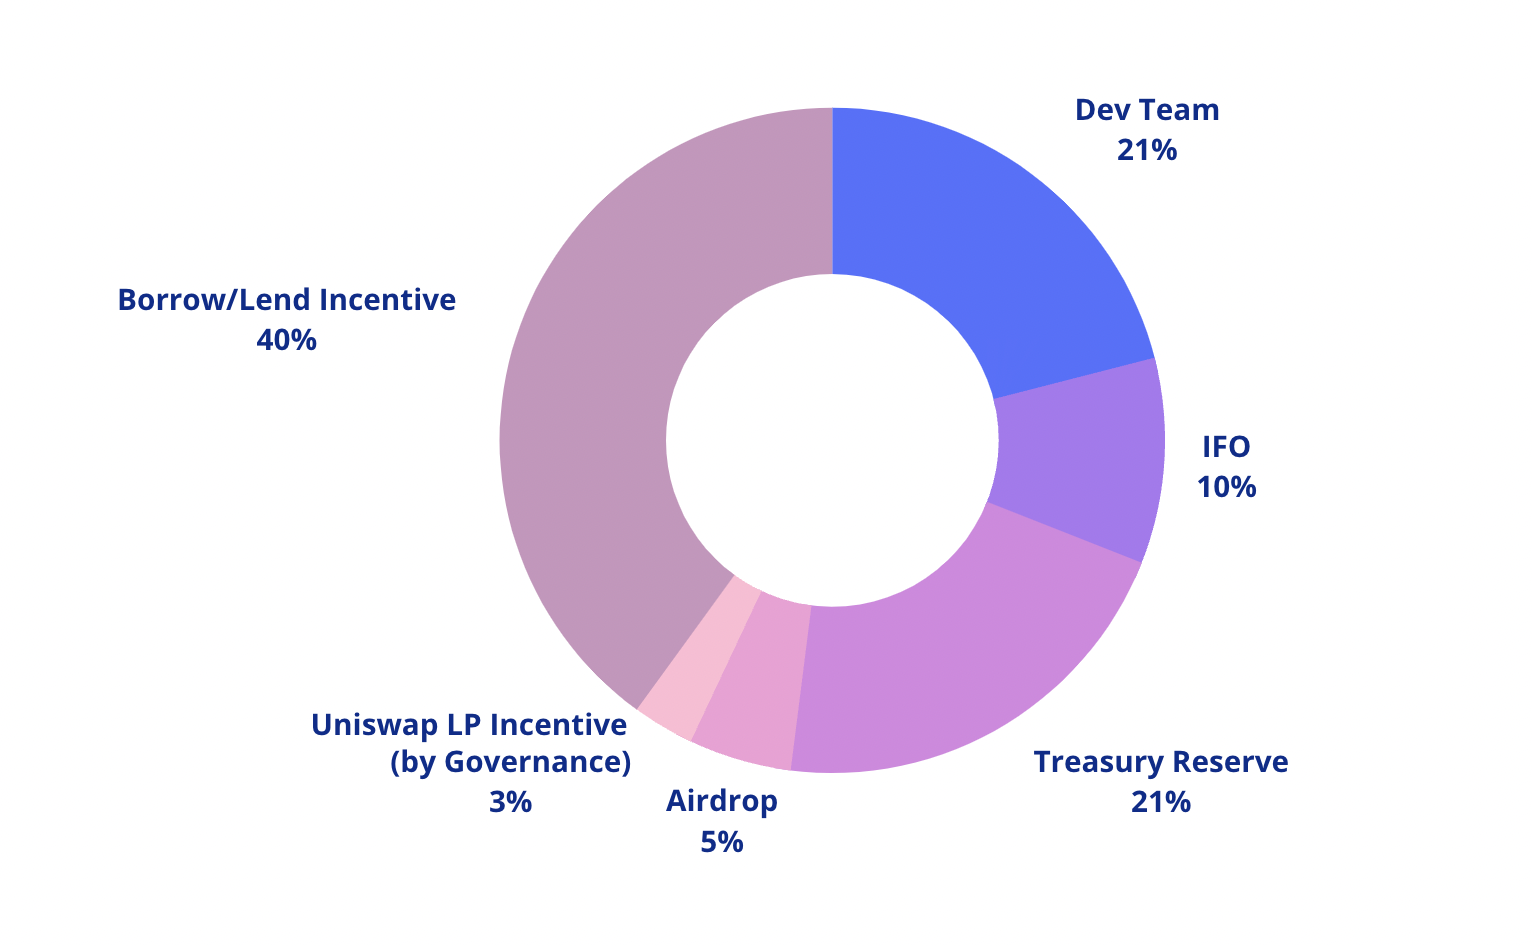 Dev Team
21%
Borrow/Lend Incentive
40%
IFO
10%
Uniswap LP Incentive
(by Governance)
3%
Airdrop
5%
Treasury Reserve
21%